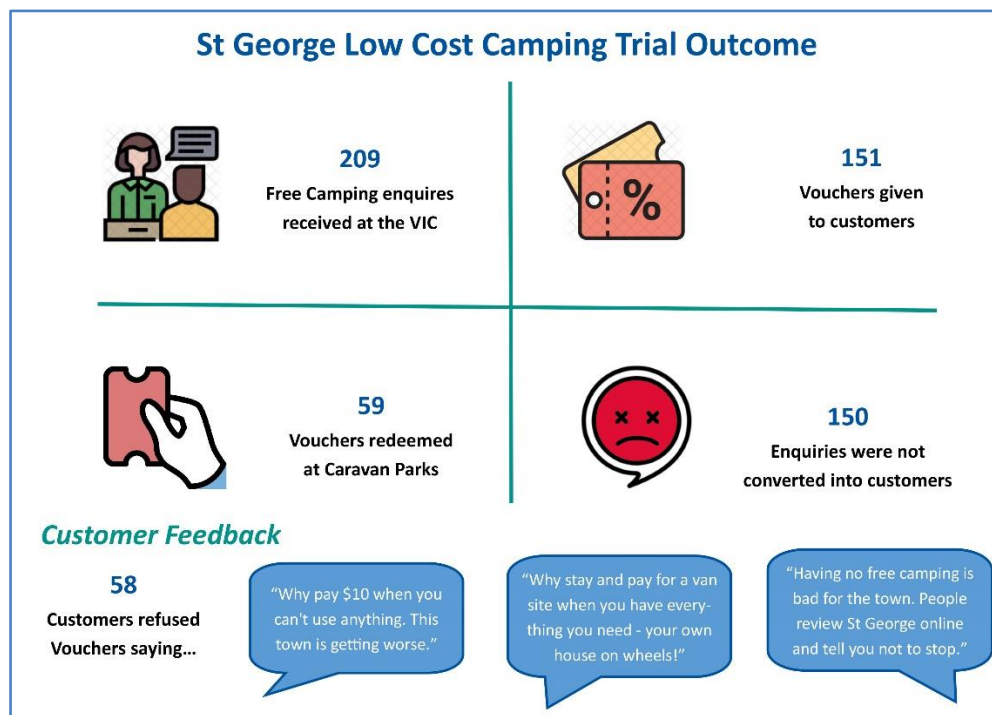 St George Low Cost Camping Trial Outcome
209
Free Camping enquires
received at the VIC
%
151
Vouchers given
to customers
59
Vouchers redeemed
at Caravan Parks
150
Enquiries were not
converted into customers
Customer Feedback
58
Customers refused
Vouchers saying...
“Why pay $10 when you
can't use anything. This
town is getting worse.”
“Why stay and pay for a van
site when you have every-
thing you need - your own
house on wheels!”
“Having no free camping is
bad for the town. People
review St George online
and tell you not to stop.”